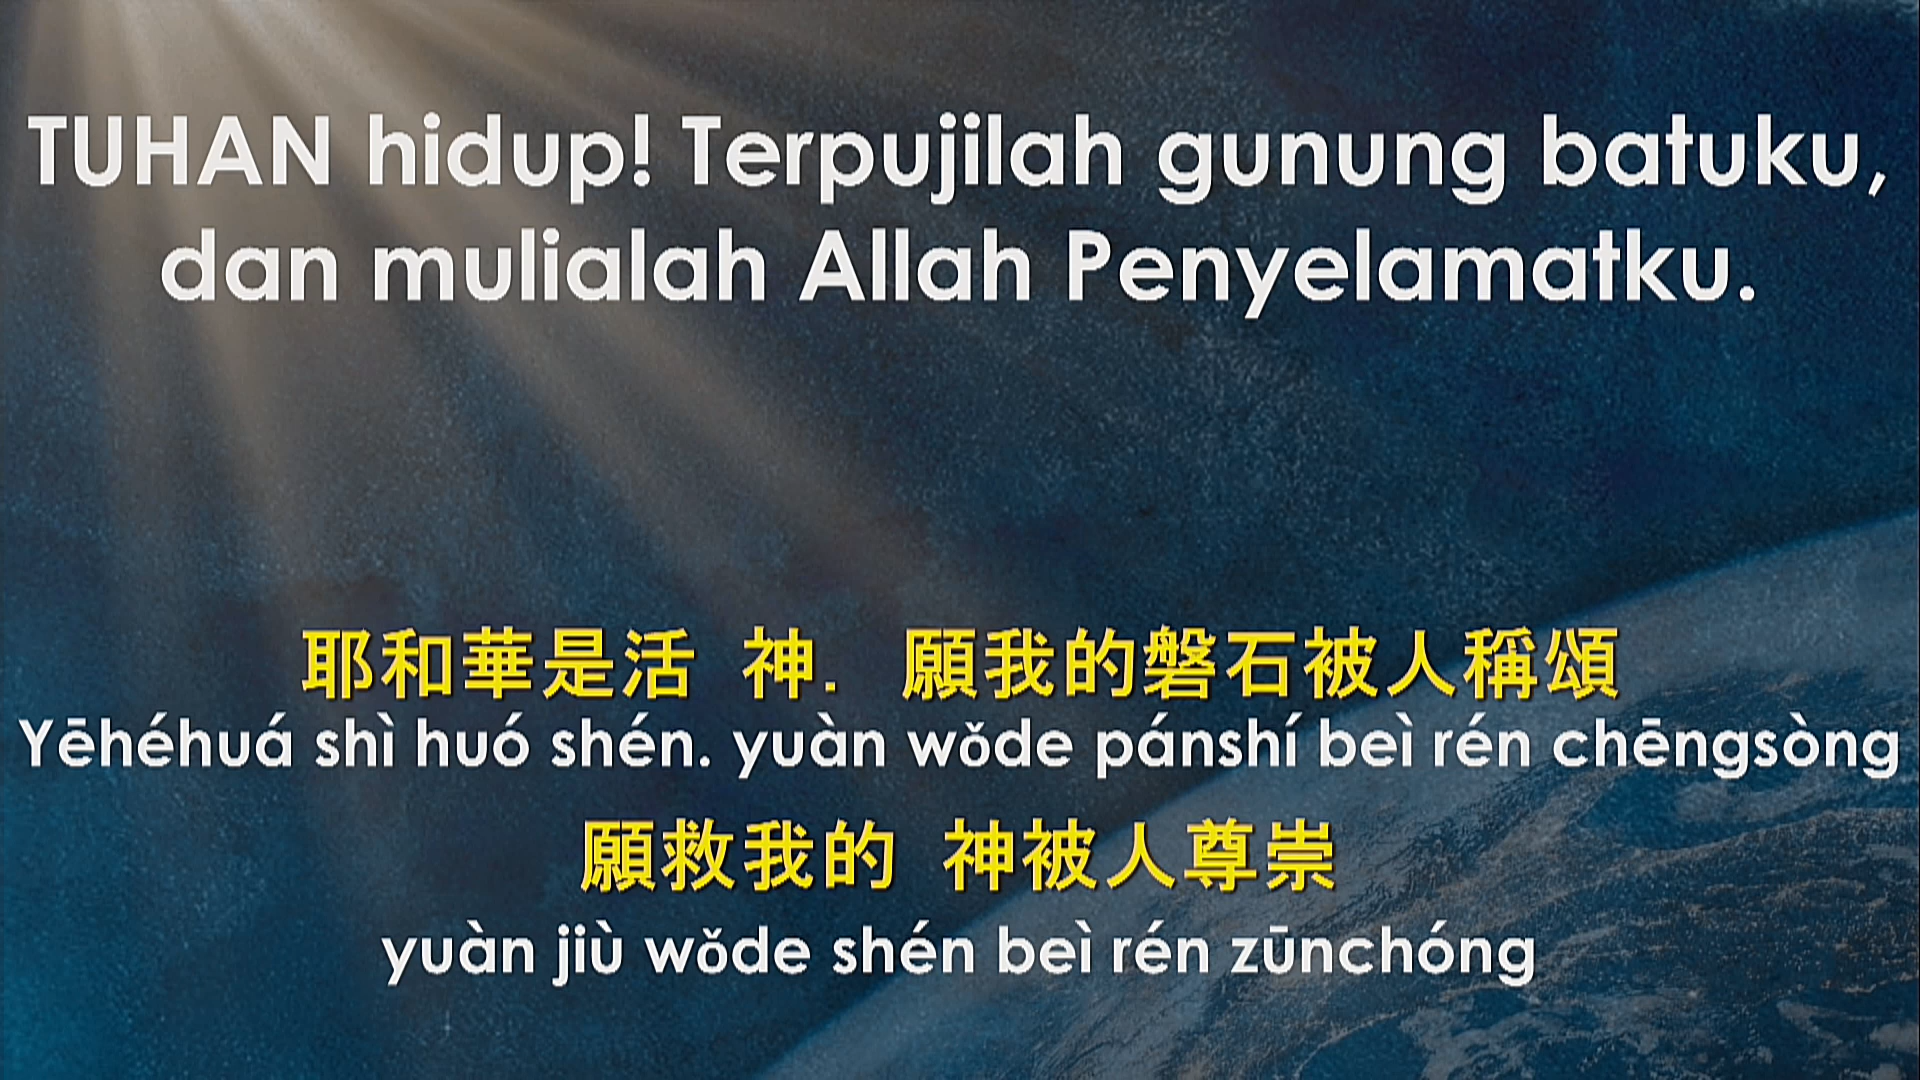 TUHAN hidup! Terpujilah gunung batuku,
dan mulialah Allah Penyelamatku.
耶和華是活 神. 願我的磐石被人稱頌
Yēhéhuá shì huó shén. yuàn wǒde pánshí beì rén chēngsòng
願救我的 神被人尊崇
yuàn jiù wǒde shén beì rén zūnchóng